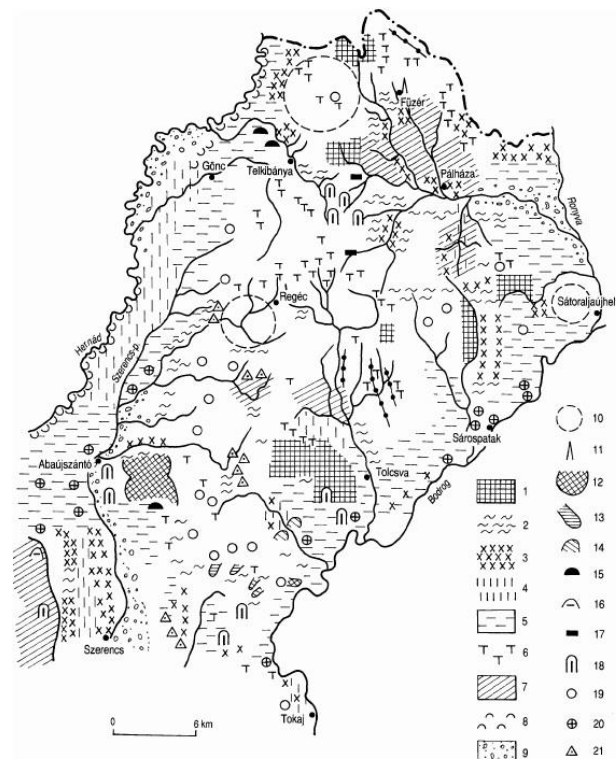 Füzér
Gönc
Telkibánya
Pálháza
Ronyva
Regéc
Sátoraljaújhely
Hernád
Szerencs-p.
Sárospatak
Abaújszántó
Tolcsva
Bodrog
Szerencs
Tokaj
0 6 km
1
2
3
4
5
6
7
8
9
10
11
12
13
14
15
16
17
18
19
20
21